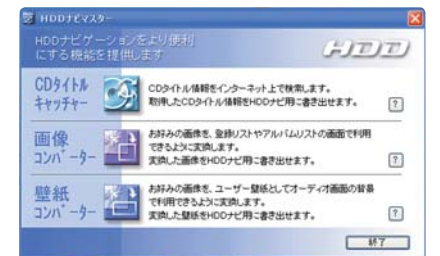 HDDナビマスター
HDDナビゲーションをより便利
にする機能を提供します
HDD
CDタイトル
キャッチャー
CDタイトル情報をインターネット上で検索します。
取得したCDタイトル情報をHDDナビ用に書き出せます。
?
画像
コンバーター
お好みの画像を、登録リストやアルバムリストの画面で利用
できるように変換します。
変換した画像をHDDナビ用に書き出せます。
?
壁紙
コンバーター
お好みの画像を、ユーザー壁紙としてオーディオ画面の背景
で利用できるように変換します。
変換した壁紙をHDDナビ用に書き出せます。
?
終了